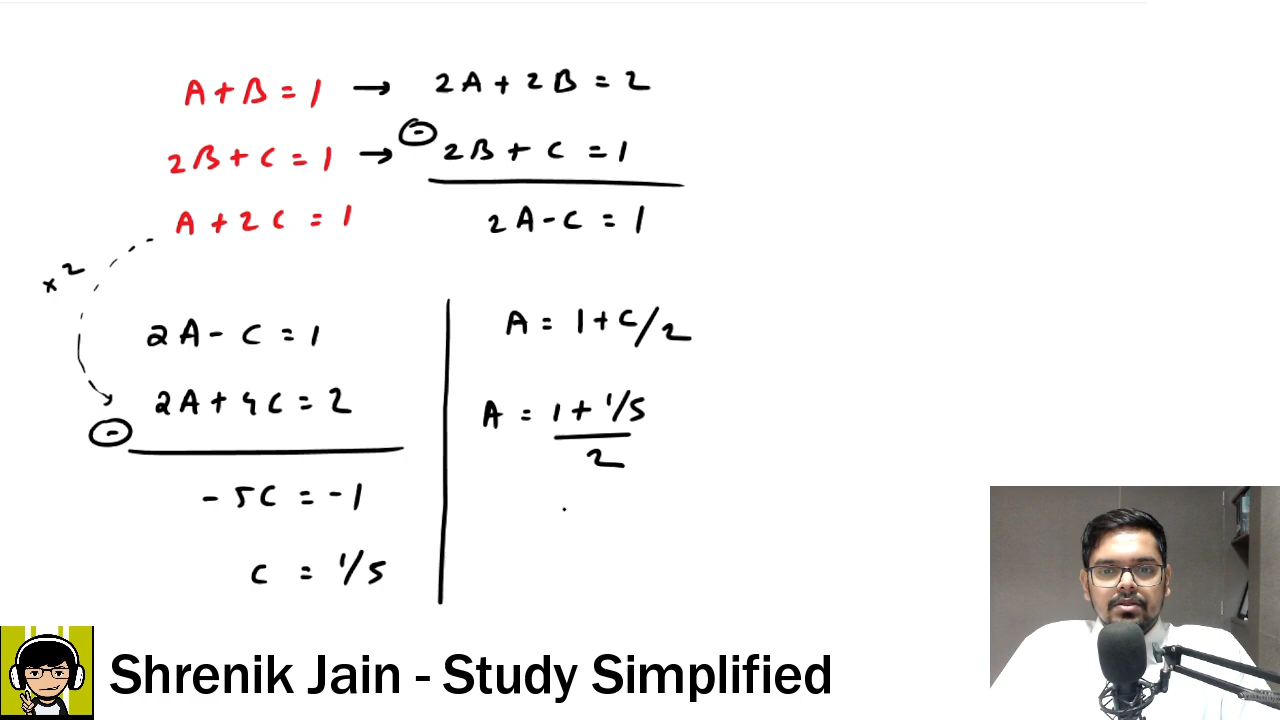 A + B = 1 → 2A + 2B = 2
2B + C = 1 → ⊖ 2B + C = 1
A + 2C = 1 2A - C = 1
x 2
2A - C = 1
2A + 4C = 2
⊖
-5C = -1
C = 1/5
A = 1 + C/2
A = 1 + 1/5
2
Shrenik Jain - Study Simplified